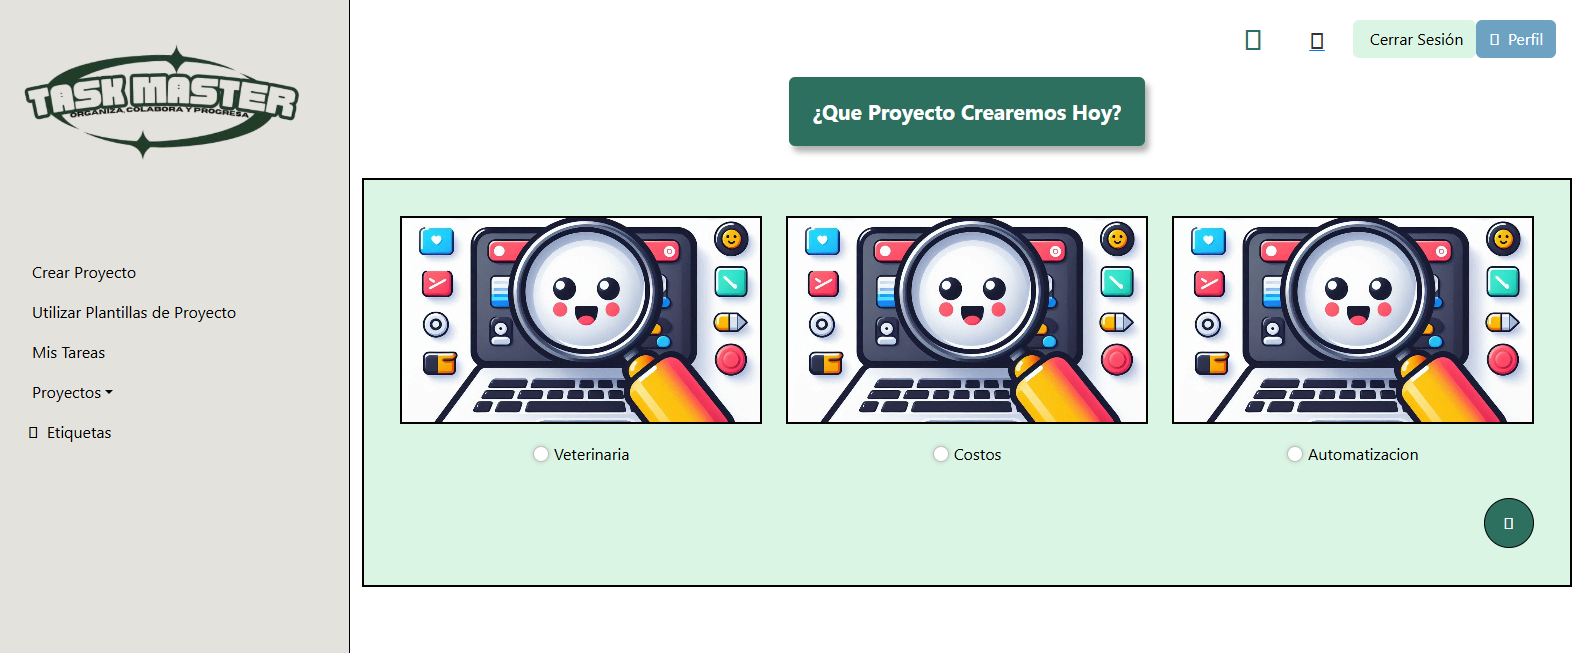 TASK MASTER
ORGANIZA, COLABORA Y PROGRESA
Crear Proyecto
Utilizar Plantillas de Proyecto
Mis Tareas
Proyectos
Etiquetas
Cerrar Sesión
Perfil
¿Que Proyecto Crearemos Hoy?
Veterinaria
Costos
Automatizacion